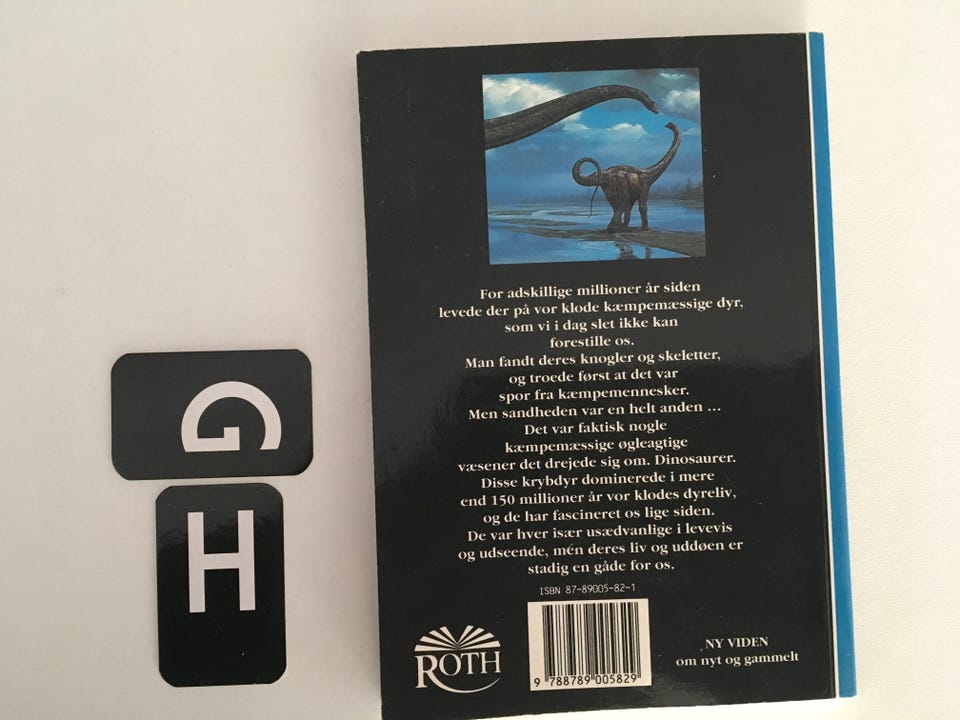 For adskillige millioner år siden
levede der på vor klode kæmpemæssige dyr,
som vi i dag slet ikke kan
forestille os.
Man fandt deres knogler og skeletter,
og troede først at det var
spor fra kæmpemennesker.
Men sandheden var en helt anden ...
Det var faktisk nogle
kæmpemæssige øgleagtige
væsener det drejede sig om. Dinosaurer.
Disse krybdyr dominerede i mere
end 150 millioner år vor klodes dyreliv,
og de har fascineret os lige siden.
De var hver især usædvanlige i levevis
og udseende, mén deres liv og uddøen er
stadig en gåde for os.
ISBN 87-89005-82-1
9 788789 005829
ROTH
NY VIDEN
om nyt og gammelt
G
H